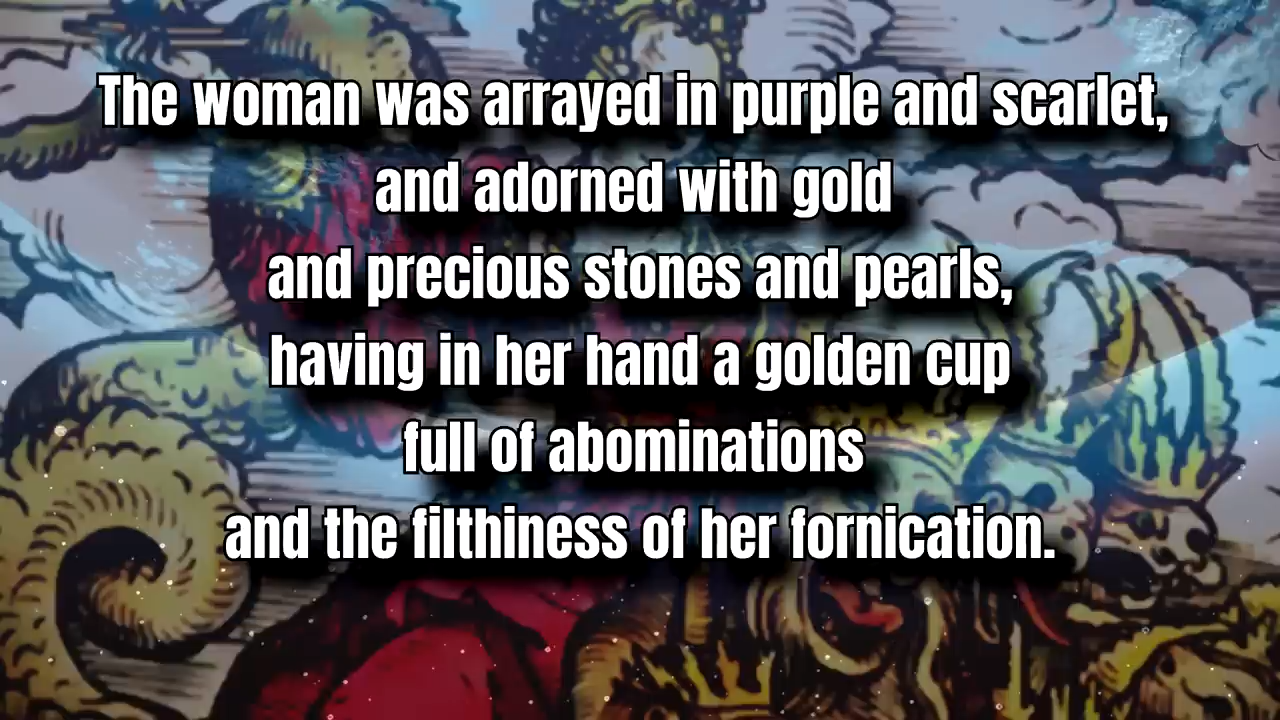 The woman was arrayed in purple and scarlet,
and adorned with gold
and precious stones and pearls,
having in her hand a golden cup
full of abominations
and the filthiness of her fornication.